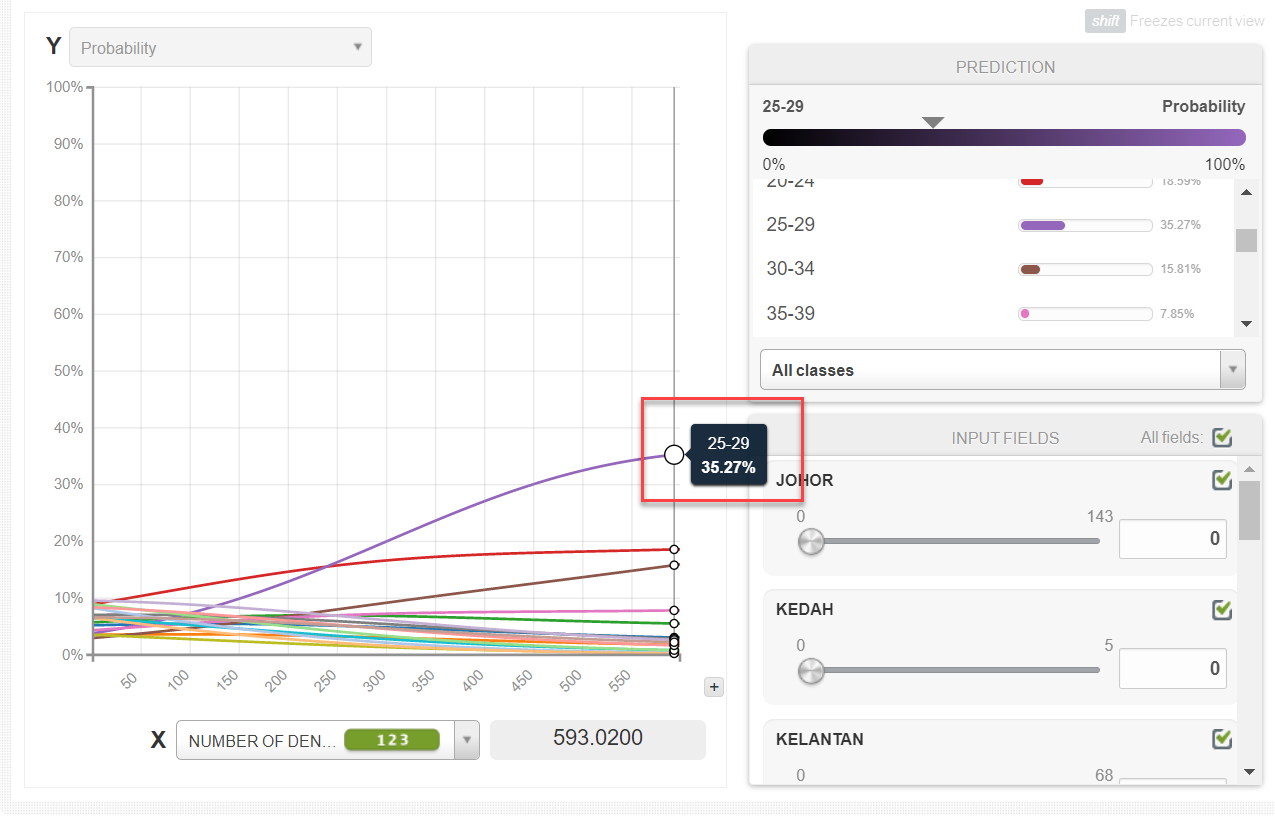 shift Freezes current view
Y Probability
100%
90%
80%
70%
60%
50%
40%
30%
20%
10%
0%
50 100 150 200 250 300 350 400 450 500 550
+
X NUMBER OF DEN... 123 593.0200
25-29
35.27%
PREDICTION
25-29 Probability
0% 100%
20-24 18.59%
25-29 35.27%
30-34 15.81%
35-39 7.85%
All classes
INPUT FIELDS All fields:
JOHOR
0 143
0
KEDAH
0 5
0
KELANTAN
0 68